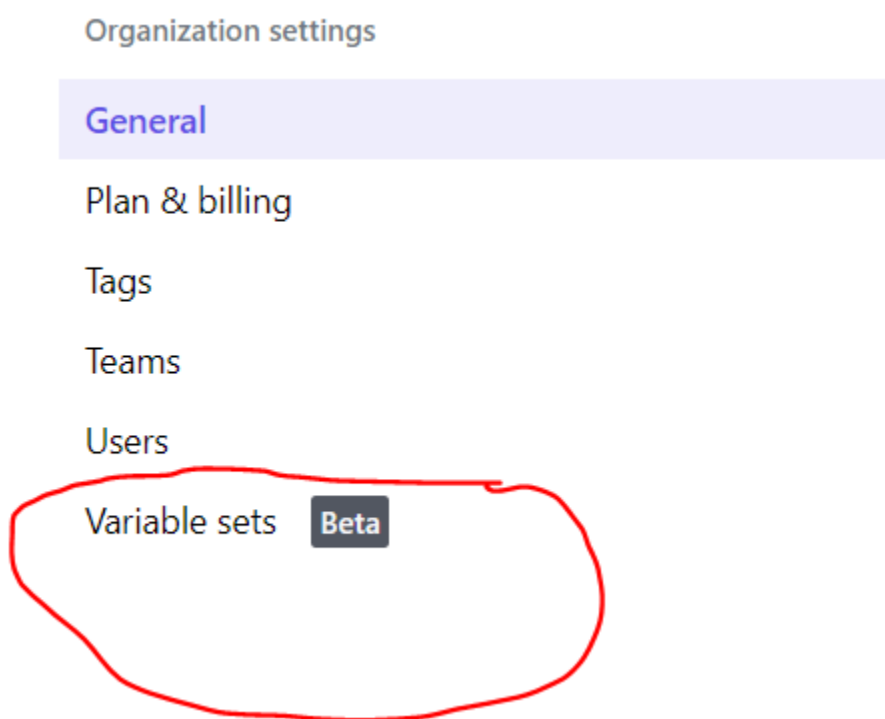 Organization settings
General
Plan & billing
Tags
Teams
Users
Variable sets Beta